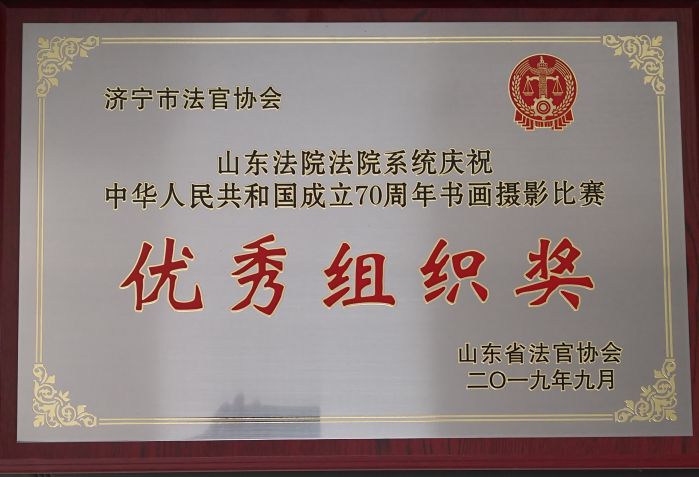 济宁市法官协会
山东法院法院系统庆祝
中华人民共和国成立70周年书画摄影比赛
优秀组织奖
山东省法官协会
二〇一九年九月